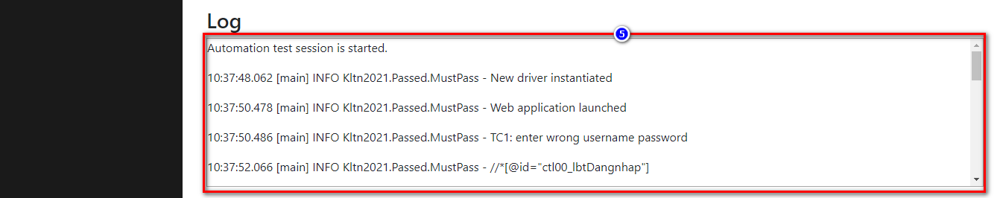 Log
5
Automation test session is started.
10:37:48.062 [main] INFO Kltn2021.Passed.MustPass - New driver instantiated
10:37:50.478 [main] INFO Kltn2021.Passed.MustPass - Web application launched
10:37:50.486 [main] INFO Kltn2021.Passed.MustPass - TC1: enter wrong username password
10:37:52.066 [main] INFO Kltn2021.Passed.MustPass - //*[@id="ctl00_lbtDangnhap"]